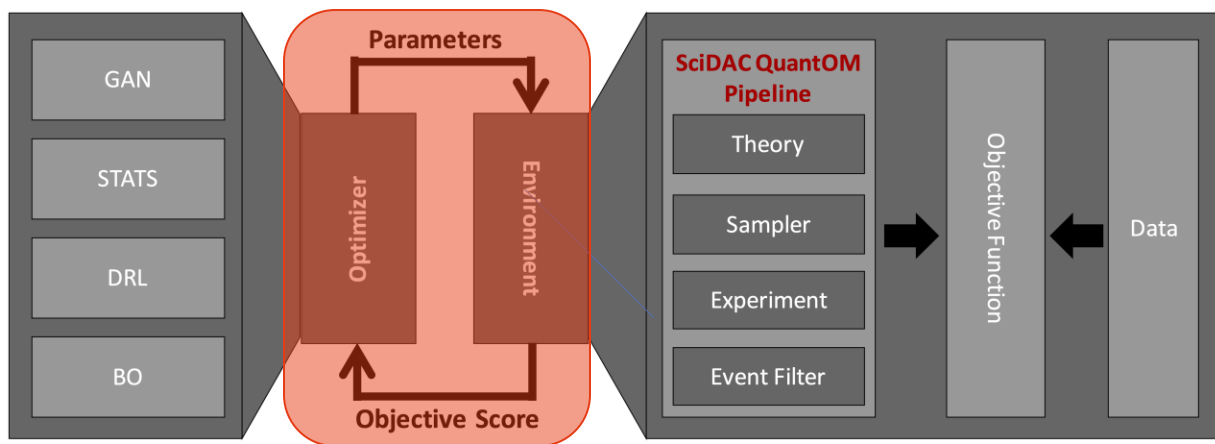 GAN
STATS
DRL
BO
Parameters
Optimizer
Environment
Objective Score
SciDAC QuantOM
Pipeline
Theory
Sampler
Experiment
Event Filter
Objective Function
Data